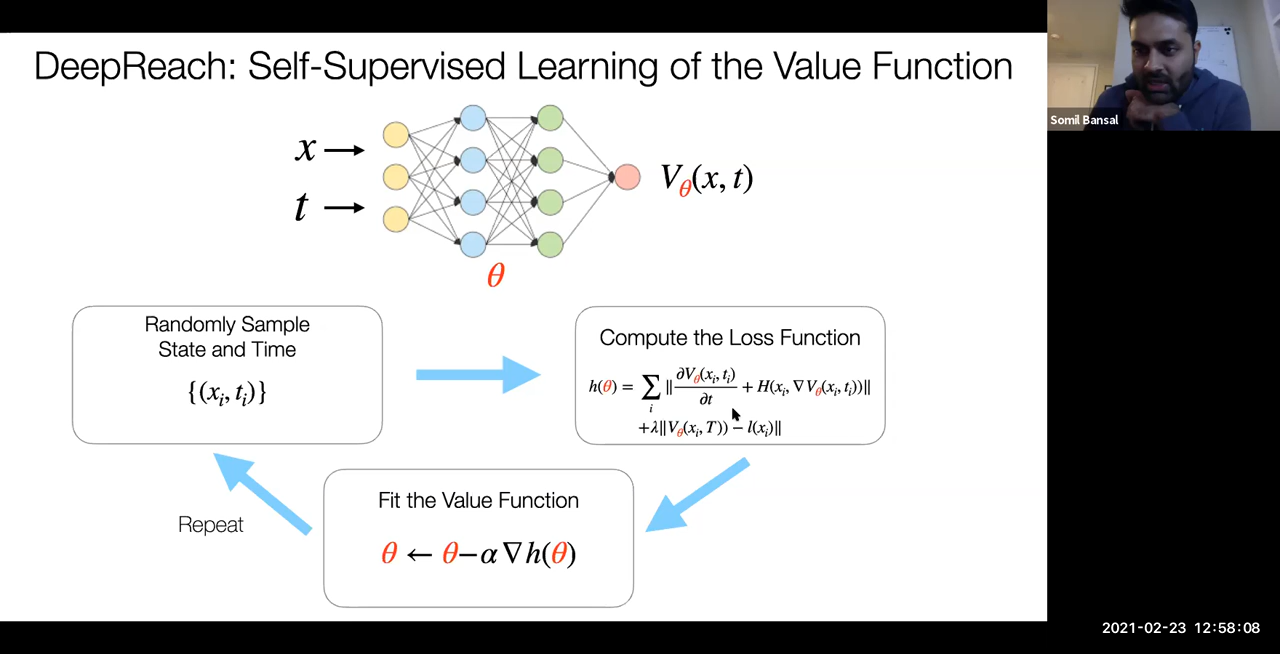 DeepReach: Self-Supervised Learning of the Value Function
Somil Bansal
x
t
V_θ(x, t)
θ
Randomly Sample
State and Time
{(x_i, t_i)}
Compute the Loss Function
h(θ) = ∑_i ‖∂V_θ(x_i, t_i)/∂t + H(x_i, ∇V_θ(x_i, t_i))‖
+λ‖V_θ(x_i, T)) − l(x_i)‖
Fit the Value Function
θ ← θ−α∇h(θ)
Repeat
2021-02-23 12:58:08